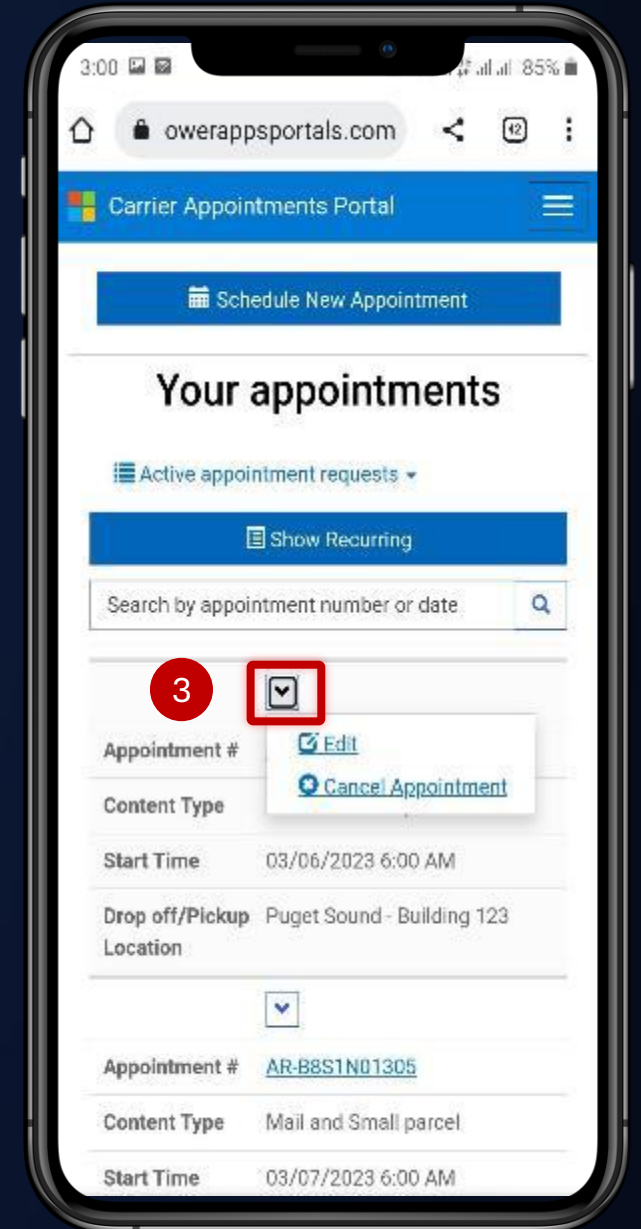 3:00 85%
owerappsportals.com 42
Carrier Appointments Portal
Schedule New Appointment
Your appointments
Active appointment requests
Show Recurring
Search by appointment number or date
3
Appointment # Edit
Cancel Appointment
Content Type
Start Time 03/06/2023 6:00 AM
Drop off/Pickup Puget Sound - Building 123
Location
Appointment # AR-B8S1N01305
Content Type Mail and Small parcel
Start Time 03/07/2023 6:00 AM